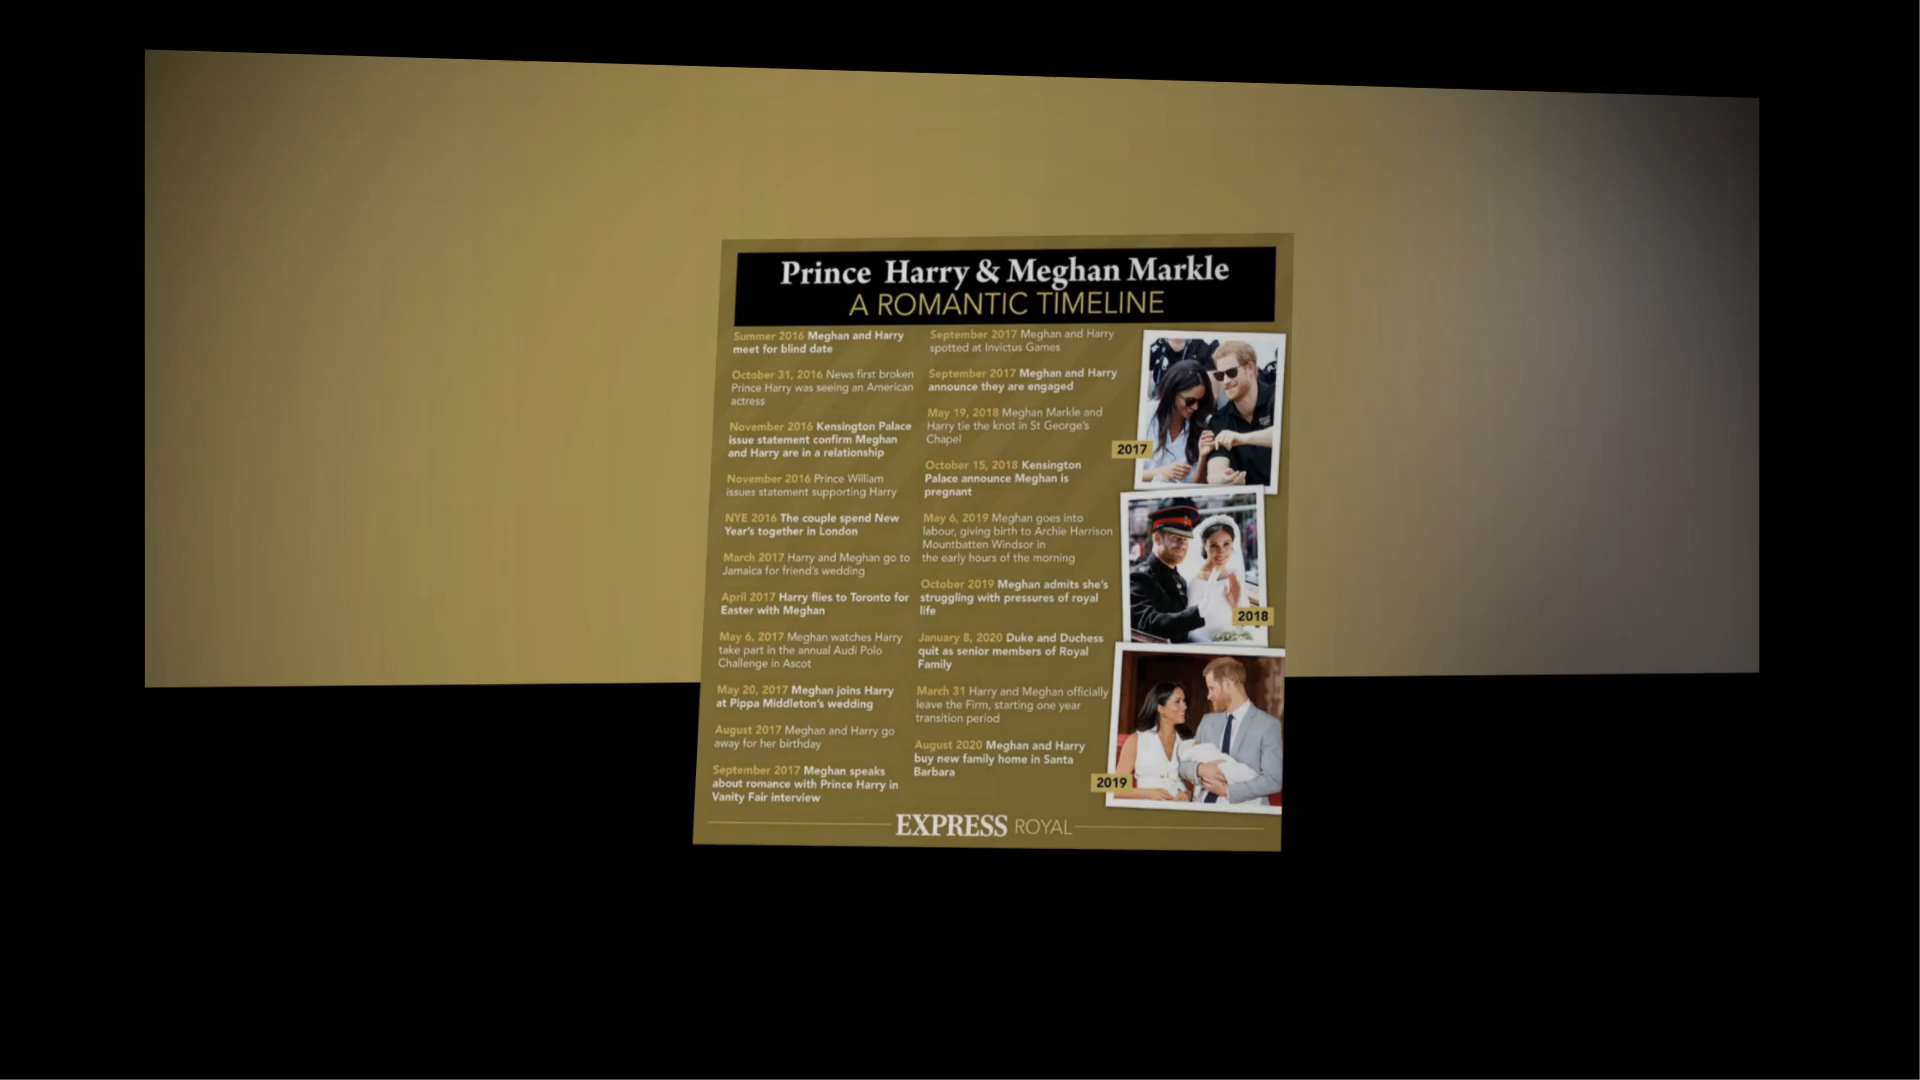 Prince Harry & Meghan Markle
A ROMANTIC TIMELINE
Summer 2016 Meghan and Harry
meet for blind date
October 31, 2016 News first broken
Prince Harry was seeing an American
actress
November 2016 Kensington Palace
issue statement confirm Meghan
and Harry are in a relationship
November 2016 Prince William
issues statement supporting Harry
NYE 2016 The couple spend New
Year's together in London
March 2017 Harry and Meghan go to
Jamaica for friend's wedding
April 2017 Harry flies to Toronto for
Easter with Meghan
May 6, 2017 Meghan watches Harry
take part in the annual Audi Polo
Challenge in Ascot
May 20, 2017 Meghan joins Harry
at Pippa Middleton's wedding
August 2017 Meghan and Harry go
away for her birthday
September 2017 Meghan speaks
about romance with Prince Harry in
Vanity Fair interview
September 2017 Meghan and Harry
spotted at Invictus Games
September 2017 Meghan and Harry
announce they are engaged
May 19, 2018 Meghan Markle and
Harry tie the knot in St George's
Chapel
October 15, 2018 Kensington
Palace announce Meghan is
pregnant
May 6, 2019 Meghan goes into
labour, giving birth to Archie Harrison
Mountbatten Windsor in
the early hours of the morning
October 2019 Meghan admits she's
struggling with pressures of royal
life
January 8, 2020 Duke and Duchess
quit as senior members of Royal
Family
March 31 Harry and Meghan officially
leave the Firm, starting one year
transition period
August 2020 Meghan and Harry
buy new family home in Santa
Barbara
2017
2018
2019
EXPRESS ROYAL